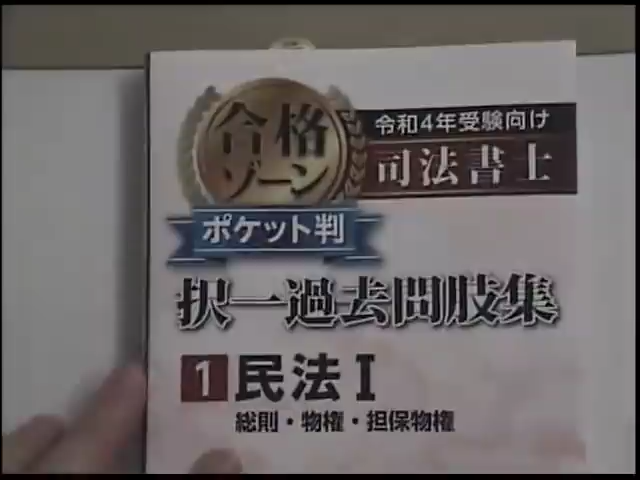 合格
ゾーン
令和4年受験向け
司法書士
ポケット判
択一過去問肢集
1 民法I
総則・物権・担保物権